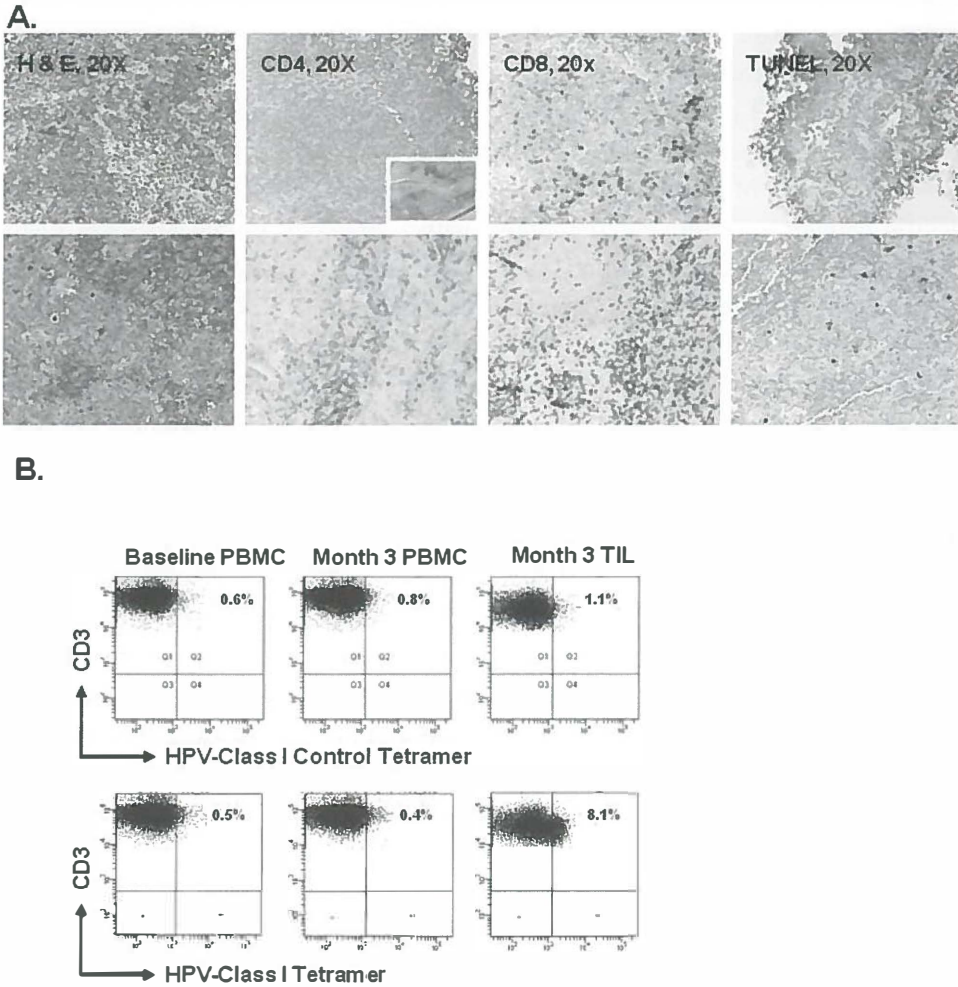 A.
H & E, 20X CD4, 20X CD8, 20x TUNEL, 20X
B.
Baseline PBMC Month 3 PBMC Month 3 TIL
CD3
0.6% 0.8% 1.1%
Q1 Q2 Q1 Q2 Q1 Q2
Q3 Q4 Q3 Q4 Q3 Q4
HPV-Class I Control Tetramer
CD3
0.5% 0.4% 8.1%
HPV-Class I Tetramer